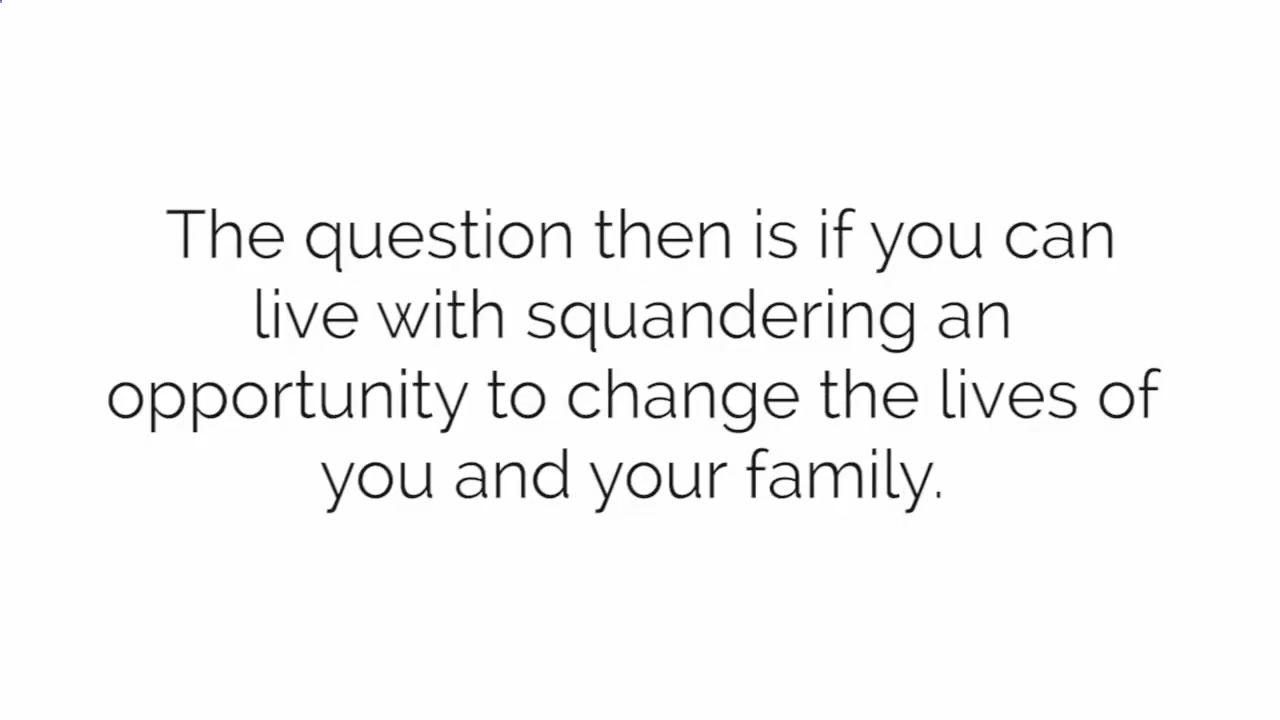 The question then is if you can
live with squandering an
opportunity to change the lives of
you and your family.